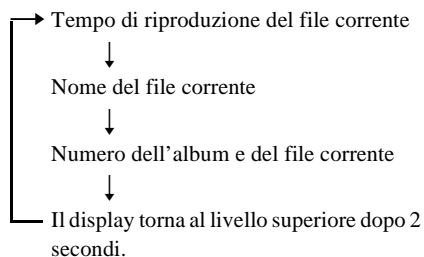 Tempo di riproduzione del file corrente
Nome del file corrente
Numero dell’album e del file corrente
Il display torna al livello superiore dopo 2
secondi.